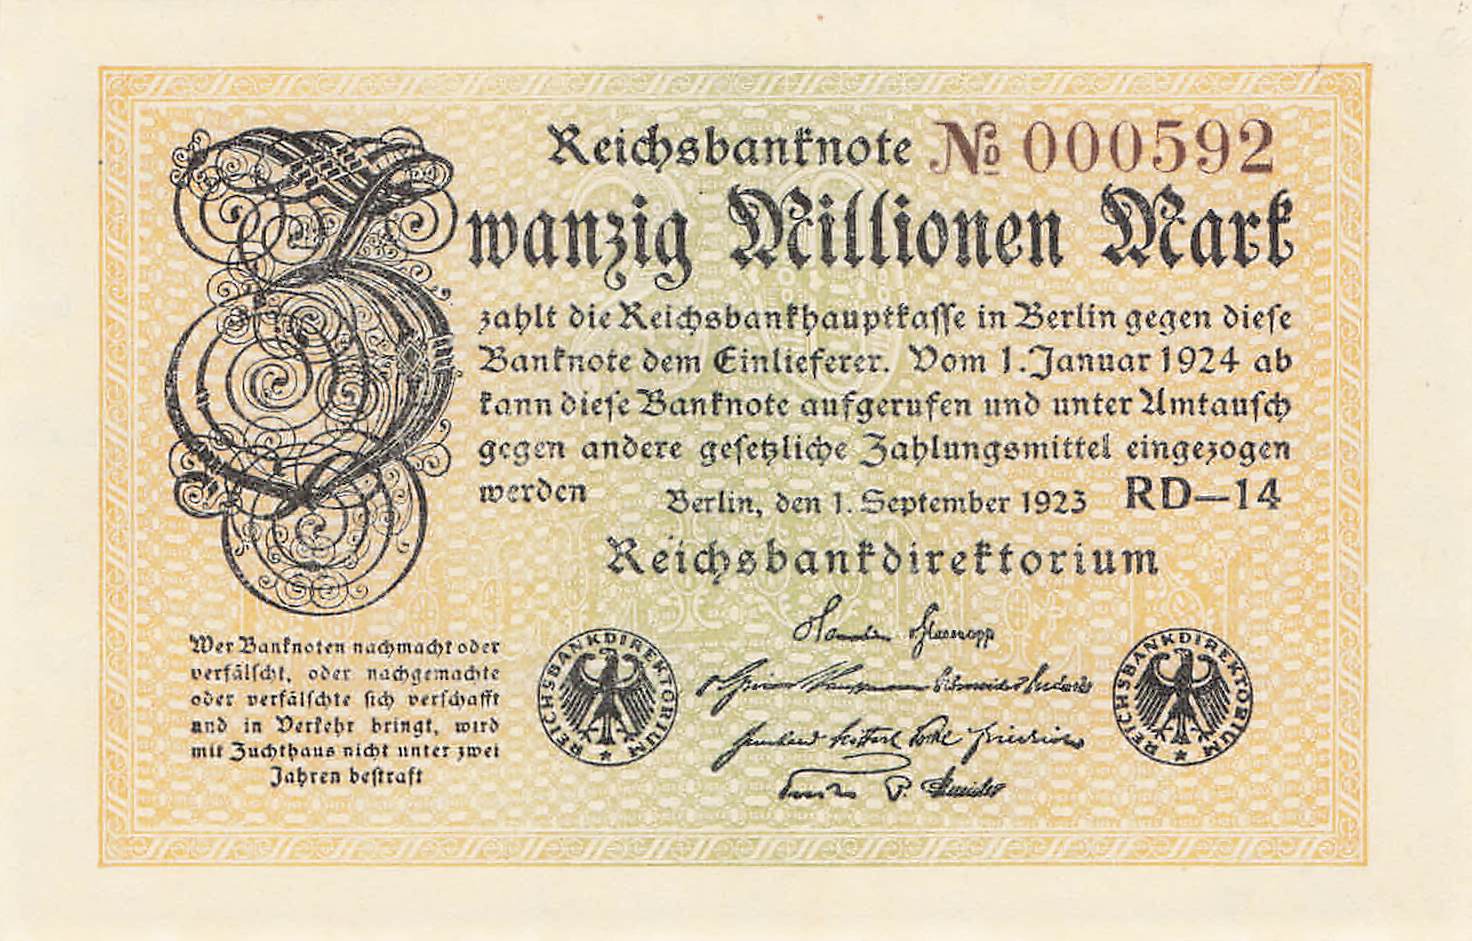 Reichsbanknote № 000592
Zwanzig Millionen Mark
zahlt die Reichsbankhauptkasse in Berlin gegen diese
Banknote dem Einlieferer. Vom 1. Januar 1924 ab
kann diese Banknote aufgerufen und unter Umtausch
gegen andere gesetzliche Zahlungsmittel eingezogen
werden
Berlin, den 1. September 1923 RD–14
Reichsbankdirektorium
Wer Banknoten nachmacht oder
verfälscht, oder nachgemachte
oder verfälschte sich verschafft
und in Verkehr bringt, wird
mit Zuchthaus nicht unter zwei
Jahren bestraft
REICHSBANKDIREKTORIUM
REICHSBANKDIREKTORIUM